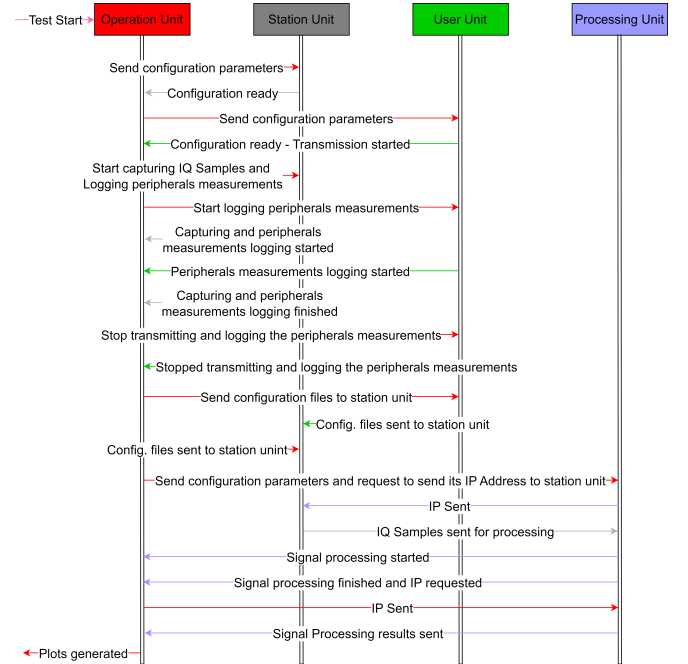 Test Start
Operation Unit
Station Unit
User Unit
Processing Unit
Send configuration parameters
Configuration ready
Send configuration parameters
Configuration ready - Transmission started
Start capturing IQ Samples and
Logging peripherals measurements
Start logging peripherals measurements
Capturing and peripherals
measurements logging started
Peripherals measurements logging started
Capturing and peripherals
measurements logging finished
Stop transmitting and logging the peripherals measurements
Stopped transmitting and logging the peripherals measurements
Send configuration files to station unit
Config. files sent to station unit
Config. files sent to station unint
Send configuration parameters and request to send its IP Address to station unit
IP Sent
IQ Samples sent for processing
Signal processing started
Signal processing finished and IP requested
IP Sent
Signal Processing results sent
Plots generated